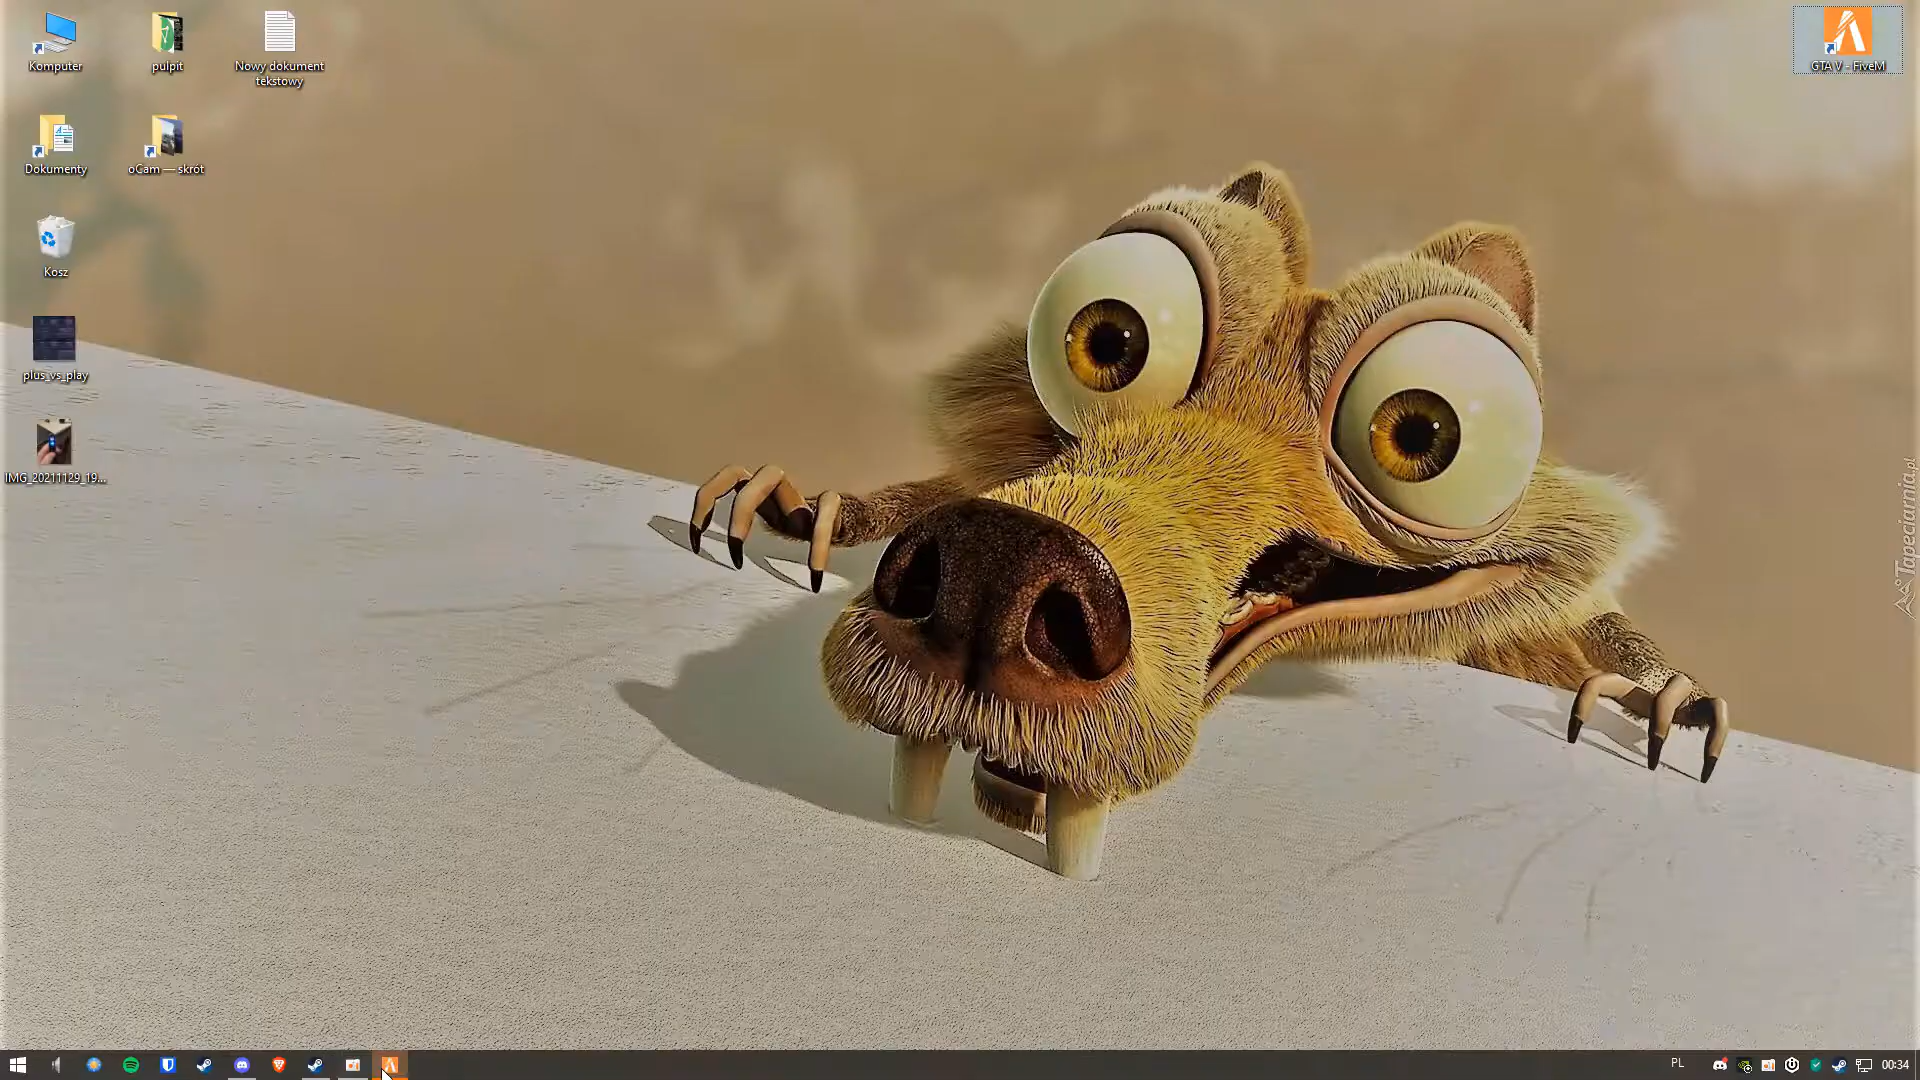 Komputer
pulpit
Nowy dokument
tekstowy
GTA V - FiveM
Dokumenty
oCam — skrót
Kosz
plus_vs_play
IMG_20211129_19...
Tapeciarnia.pl
PL
00:34